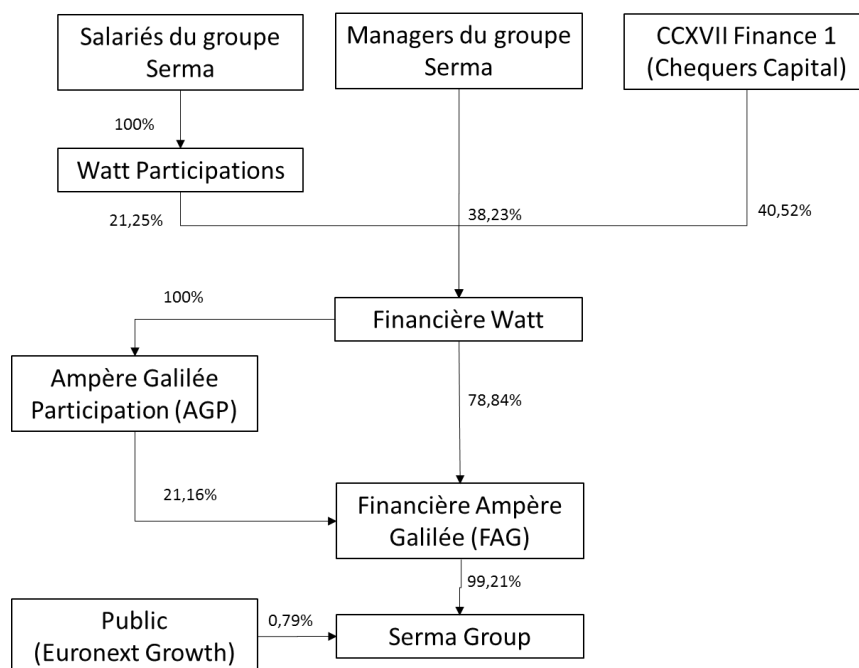 Salariés du groupe
Serma
Managers du groupe
Serma
CCXVII Finance 1
(Chequers Capital)
100%
Watt Participations
21,25%
38,23%
40,52%
100%
Financière Watt
Ampère Galilée
Participation (AGP)
78,84%
21,16%
Financière Ampère
Galilée (FAG)
99,21%
Public
(Euronext Growth)
0,79%
Serma Group